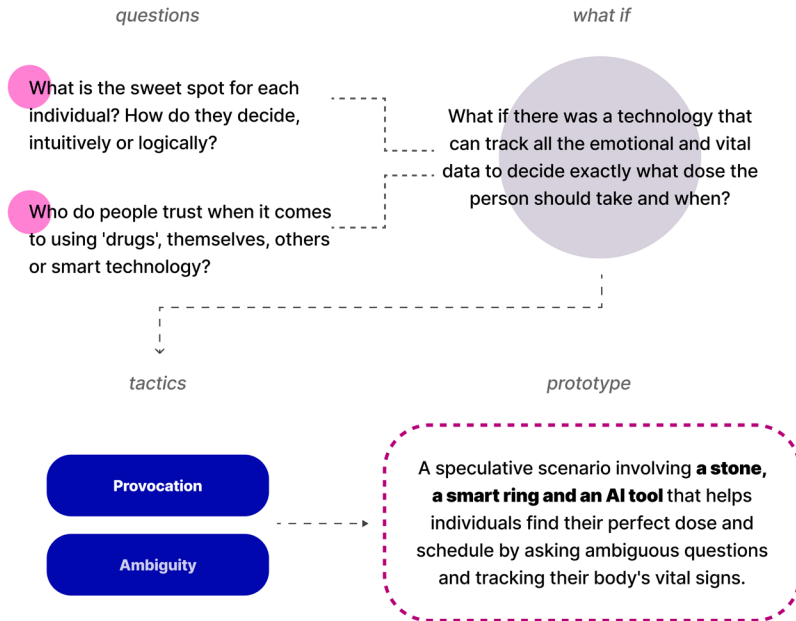 questions
what if
What is the sweet spot for each
individual? How do they decide,
intuitively or logically?
What if there was a technology that
can track all the emotional and vital
data to decide exactly what dose the
person should take and when?
Who do people trust when it comes
to using 'drugs', themselves, others
or smart technology?
tactics
prototype
Provocation
Ambiguity
A speculative scenario involving a stone,
a smart ring and an AI tool that helps
individuals find their perfect dose and
schedule by asking ambiguous questions
and tracking their body's vital signs.